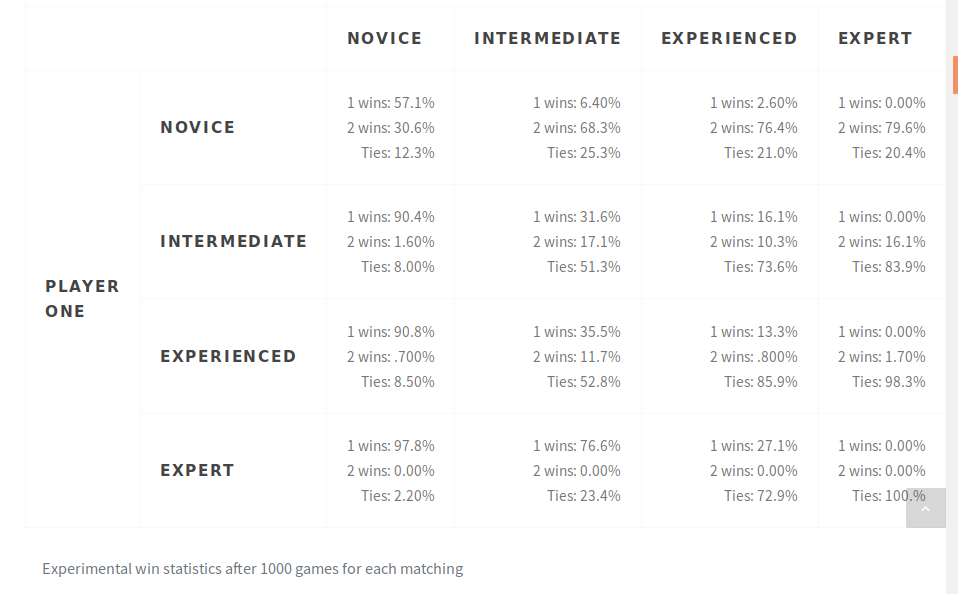 NOVICE INTERMEDIATE EXPERIENCED EXPERT
PLAYER
ONE
NOVICE
1 wins: 57.1%
2 wins: 30.6%
Ties: 12.3%
1 wins: 6.40%
2 wins: 68.3%
Ties: 25.3%
1 wins: 2.60%
2 wins: 76.4%
Ties: 21.0%
1 wins: 0.00%
2 wins: 79.6%
Ties: 20.4%
INTERMEDIATE
1 wins: 90.4%
2 wins: 1.60%
Ties: 8.00%
1 wins: 31.6%
2 wins: 17.1%
Ties: 51.3%
1 wins: 16.1%
2 wins: 10.3%
Ties: 73.6%
1 wins: 0.00%
2 wins: 16.1%
Ties: 83.9%
EXPERIENCED
1 wins: 90.8%
2 wins: .700%
Ties: 8.50%
1 wins: 35.5%
2 wins: 11.7%
Ties: 52.8%
1 wins: 13.3%
2 wins: .800%
Ties: 85.9%
1 wins: 0.00%
2 wins: 1.70%
Ties: 98.3%
EXPERT
1 wins: 97.8%
2 wins: 0.00%
Ties: 2.20%
1 wins: 76.6%
2 wins: 0.00%
Ties: 23.4%
1 wins: 27.1%
2 wins: 0.00%
Ties: 72.9%
1 wins: 0.00%
2 wins: 0.00%
Ties: 100.%
Experimental win statistics after 1000 games for each matching